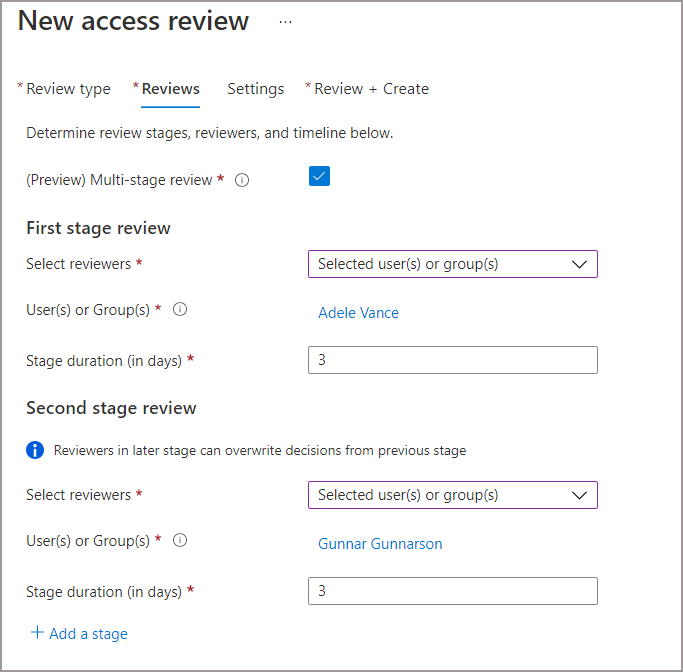 New access review ...
* Review type * Reviews Settings * Review + Create
Determine review stages, reviewers, and timeline below.
(Preview) Multi-stage review *
First stage review
Select reviewers * Selected user(s) or group(s)
User(s) or Group(s) * Adele Vance
Stage duration (in days) * 3
Second stage review
Reviewers in later stage can overwrite decisions from previous stage
Select reviewers * Selected user(s) or group(s)
User(s) or Group(s) * Gunnar Gunnarson
Stage duration (in days) * 3
+ Add a stage